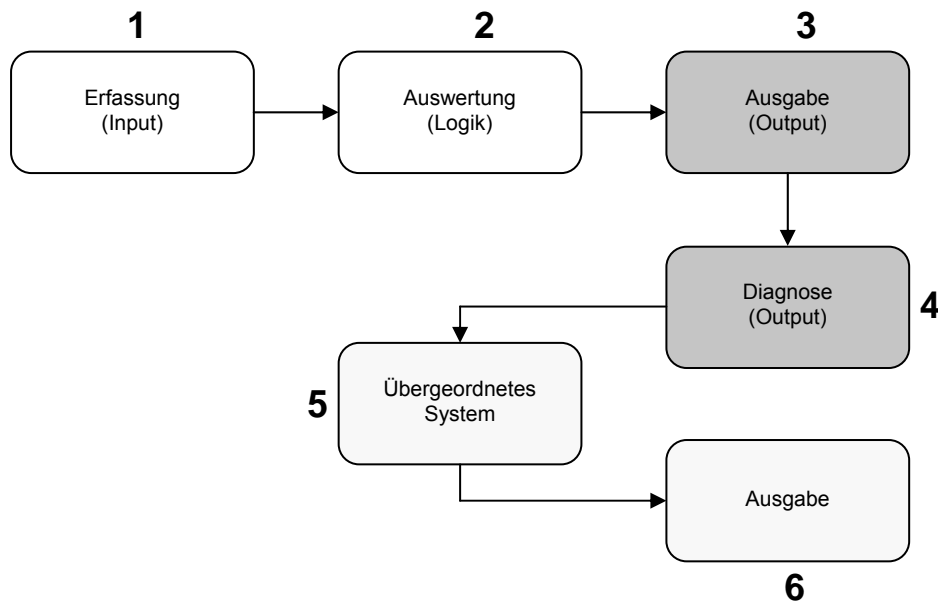 1
2
3
Erfassung
(Input)
Auswertung
(Logik)
Ausgabe
(Output)
Diagnose
(Output)
4
5
Übergeordnetes
System
Ausgabe
6